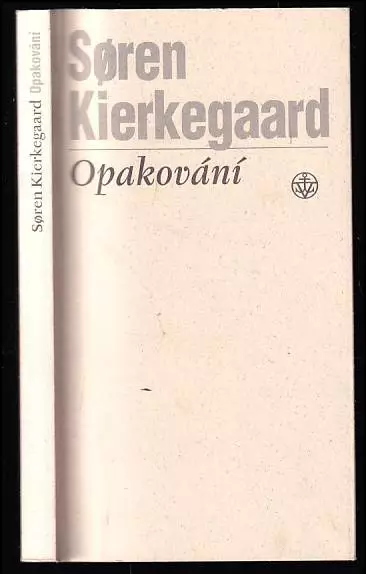 Søren
Kierkegaard
Opakování
Søren Kierkegaard Opakování